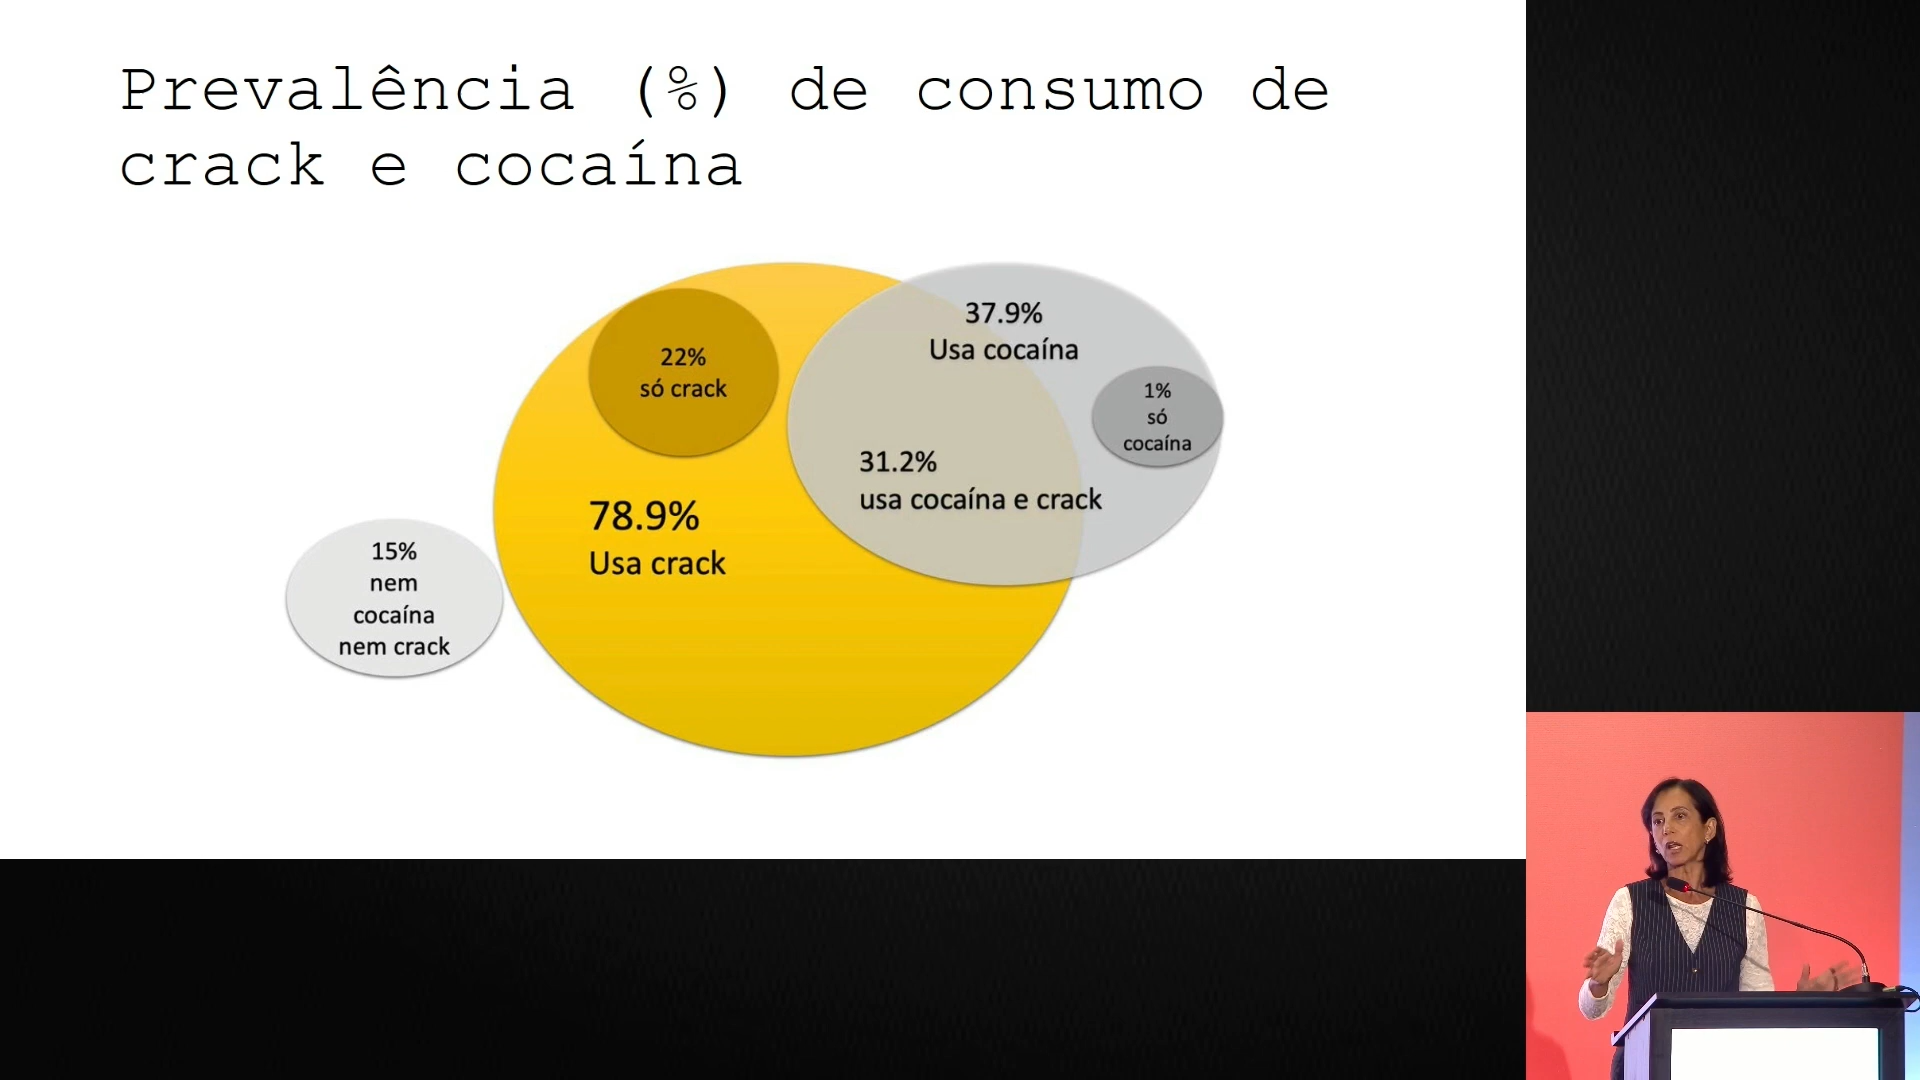 Prevalência (%) de consumo de
crack e cocaína
37.9%
Usa cocaína
22%
só crack
1%
só
cocaína
31.2%
usa cocaína e crack
78.9%
Usa crack
15%
nem
cocaína
nem crack